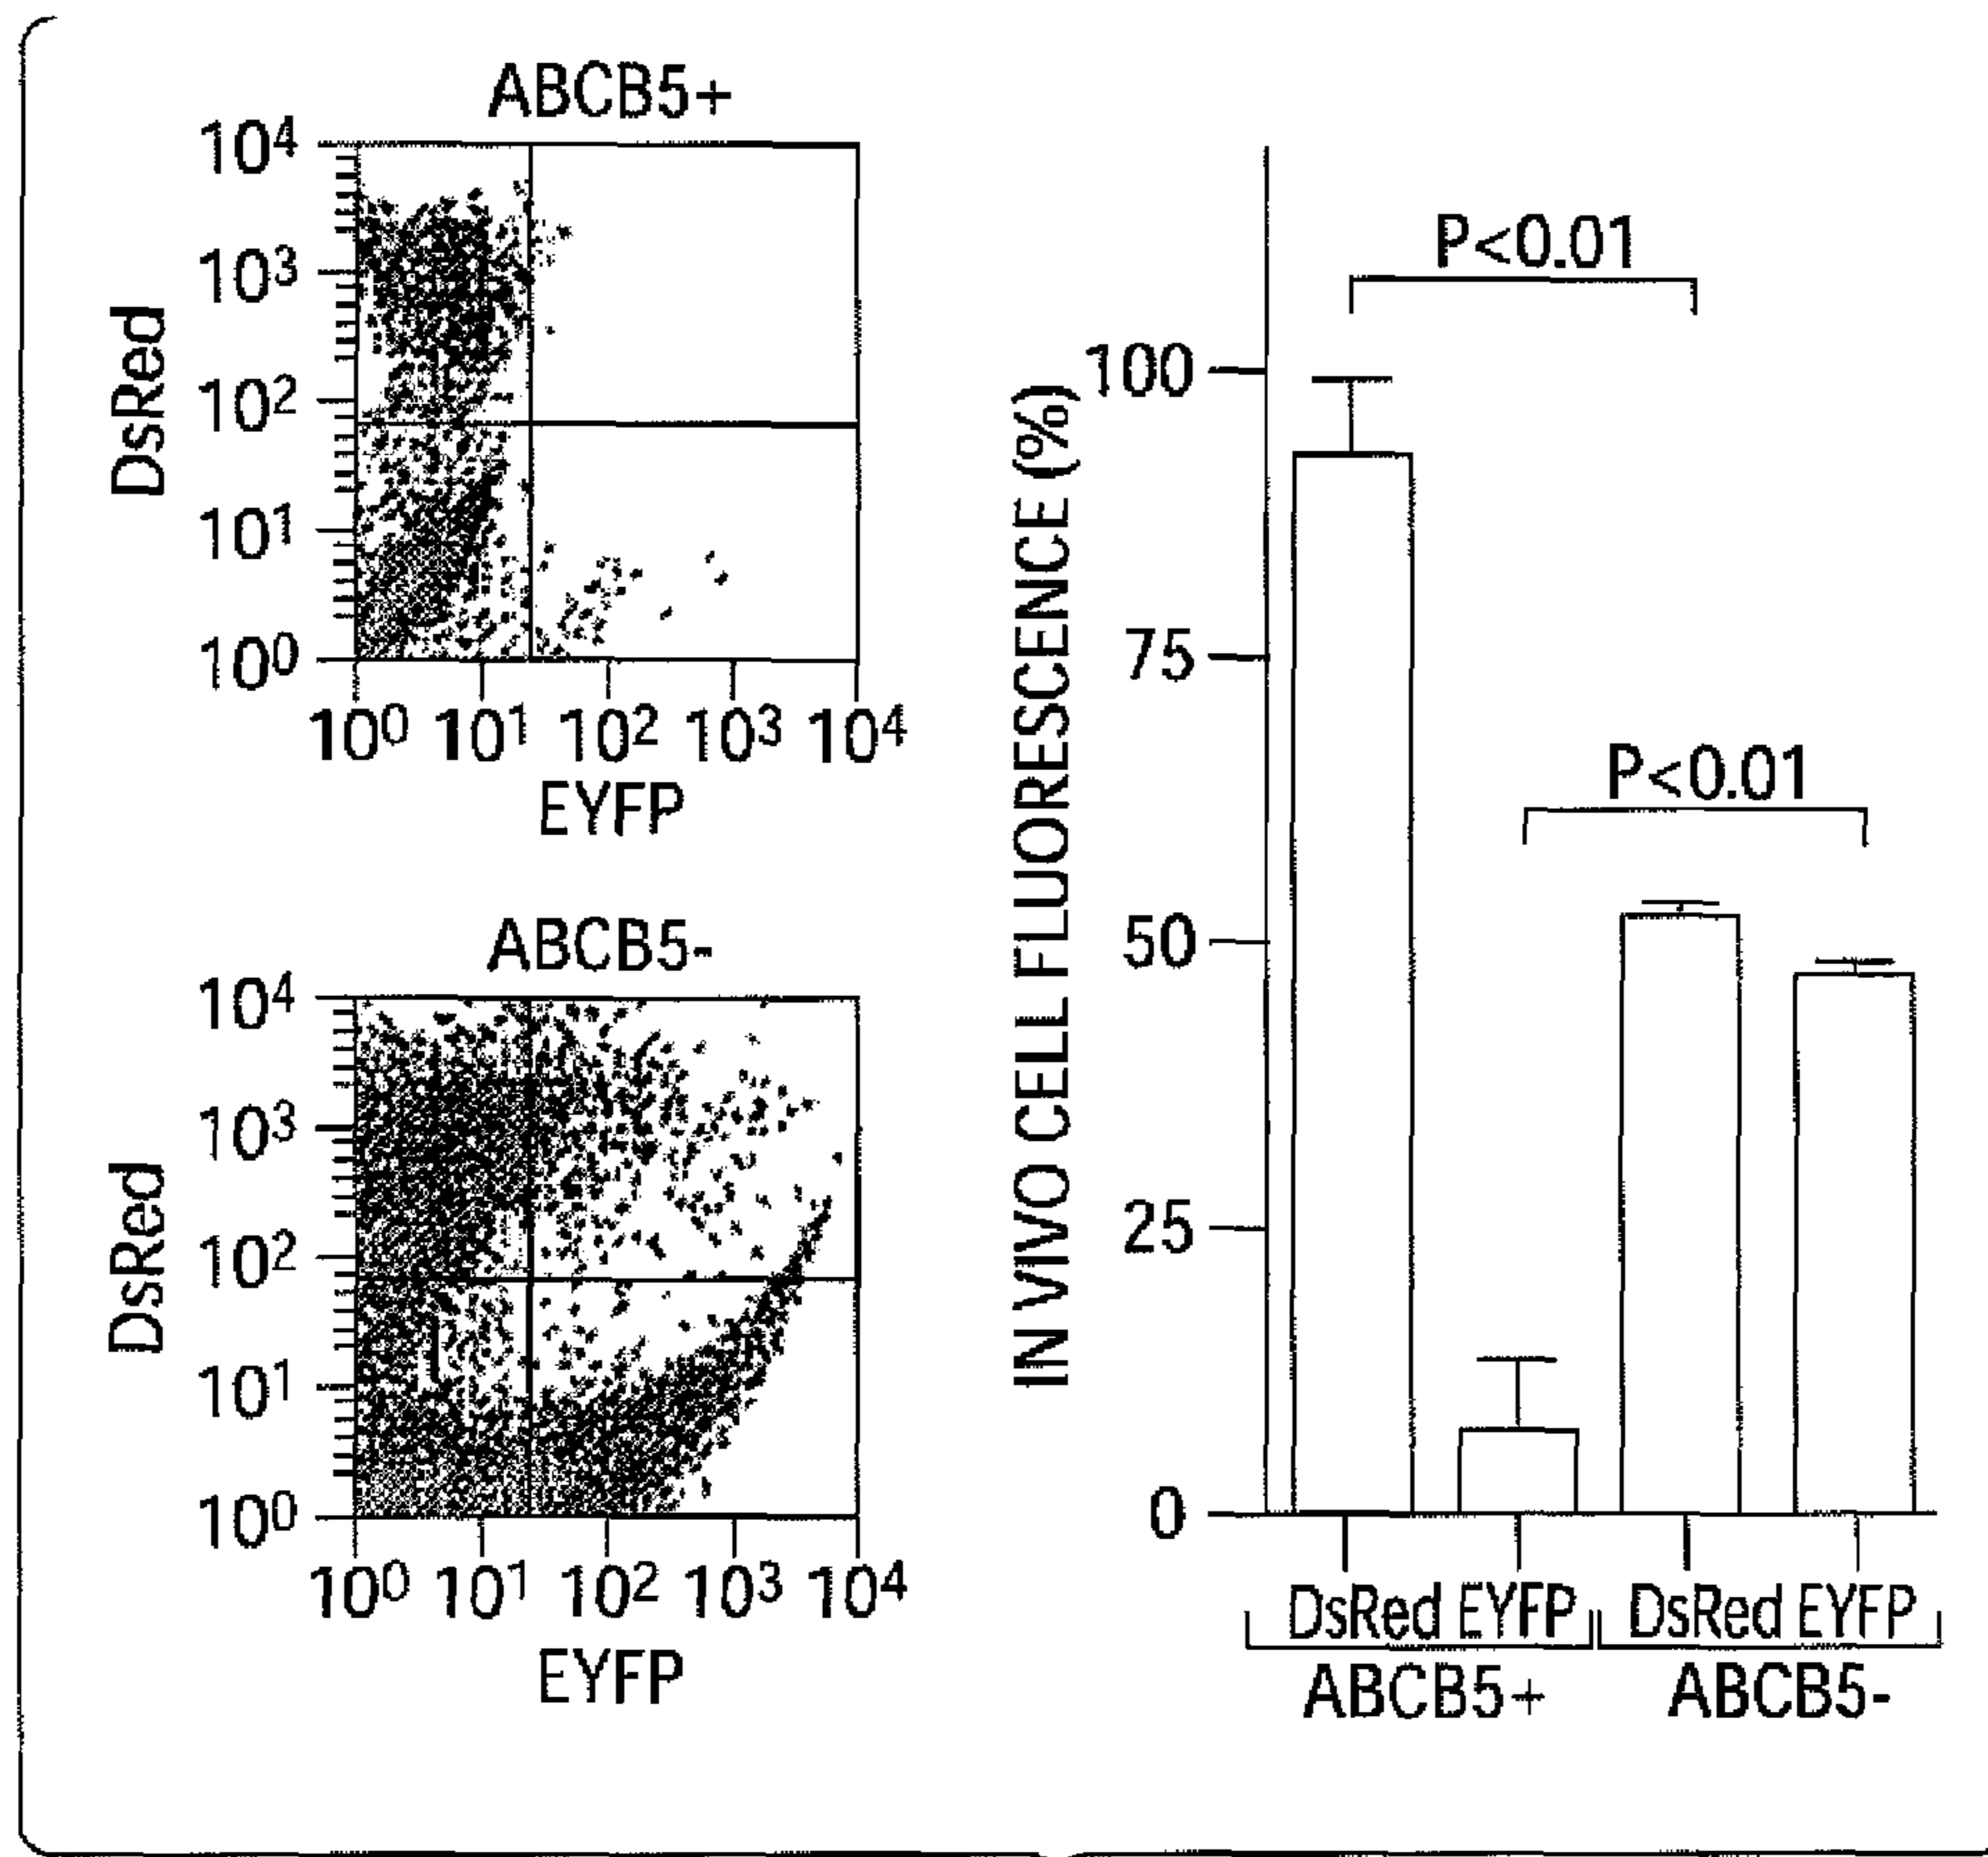 ABCB5+
10⁴
10³
10²
10¹
10⁰
DsRed
10⁰ 10¹ 10² 10³ 10⁴
EYFP
ABCB5-
10⁴
10³
10²
10¹
10⁰
DsRed
10⁰ 10¹ 10² 10³ 10⁴
EYFP
IN VIVO CELL FLUORESCENCE (%)
100
75
50
25
0
P<0.01
P<0.01
DsRed EYFP DsRed EYFP
ABCB5+ ABCB5-